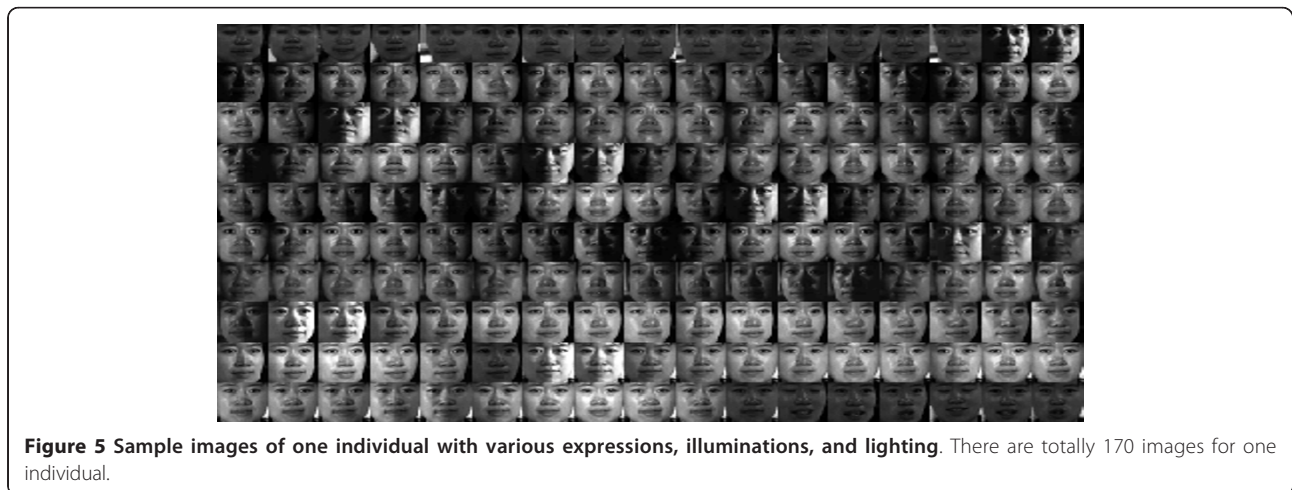 Figure 5 Sample images of one individual with various expressions, illuminations, and lighting. There are totally 170 images for one
individual.